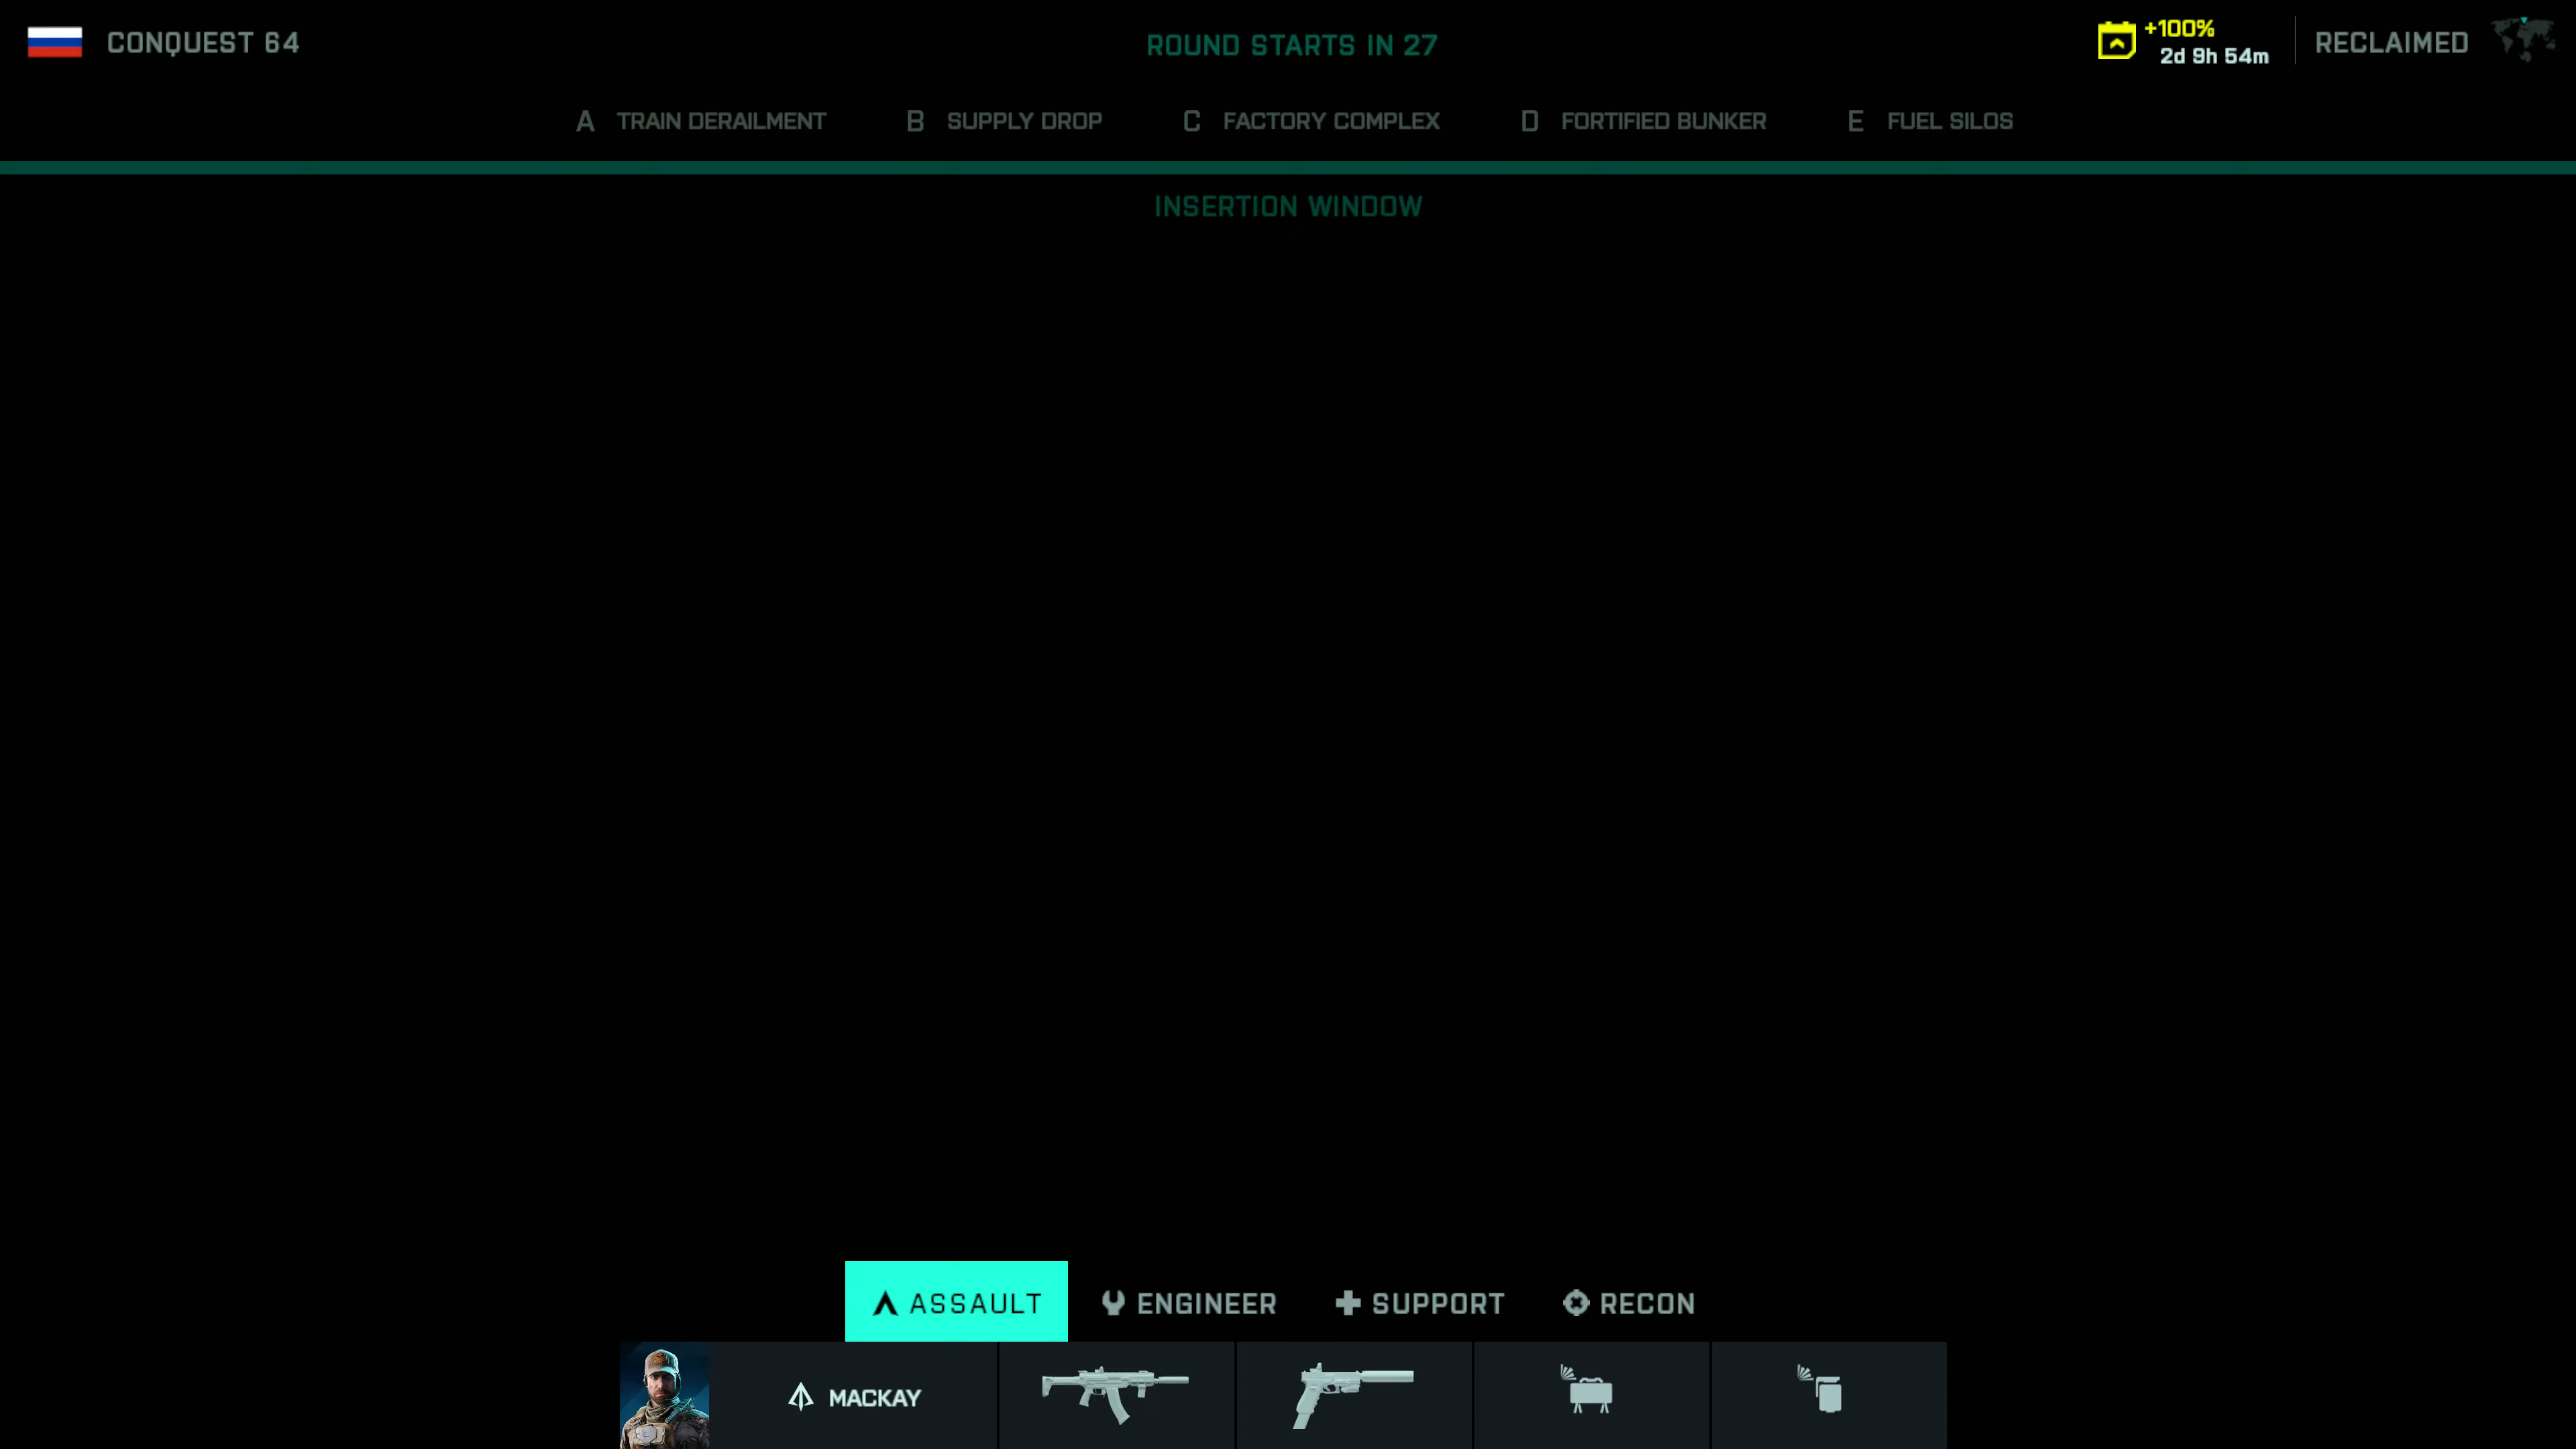 CONQUEST 64
ROUND STARTS IN 27
+100%
2d 9h 54m
RECLAIMED
A TRAIN DERAILMENT B SUPPLY DROP C FACTORY COMPLEX D FORTIFIED BUNKER E FUEL SILOS
INSERTION WINDOW
ASSAULT ENGINEER SUPPORT RECON
MACKAY